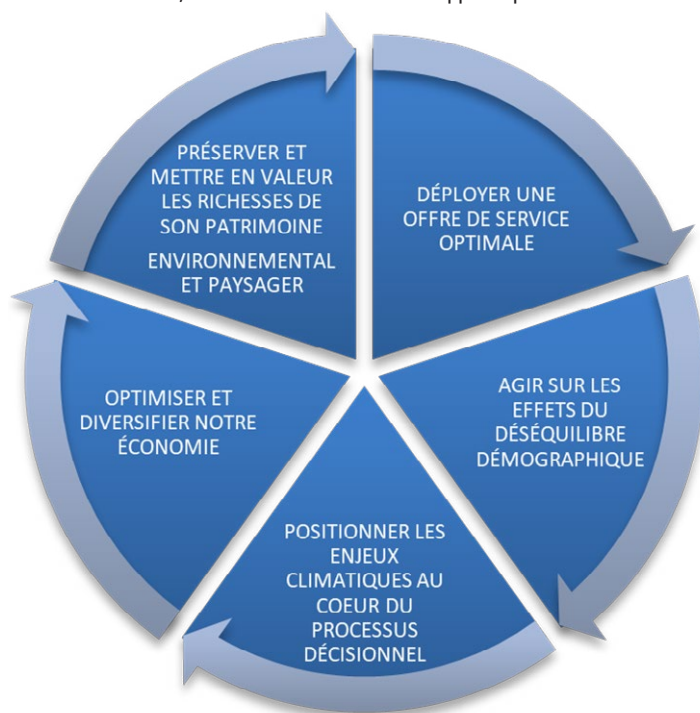 PRÉSERVER ET
METTRE EN VALEUR
LES RICHESSES DE
SON PATRIMOINE
ENVIRONNEMENTAL
ET PAYSAGER
DÉPLOYER UNE
OFFRE DE SERVICE
OPTIMALE
AGIR SUR LES
EFFETS DU
DÉSÉQUILIBRE
DÉMOGRAPHIQUE
POSITIONNER LES
ENJEUX
CLIMATIQUES AU
COEUR DU
PROCESSUS
DÉCISIONNEL
OPTIMISER ET
DIVERSIFIER NOTRE
ÉCONOMIE